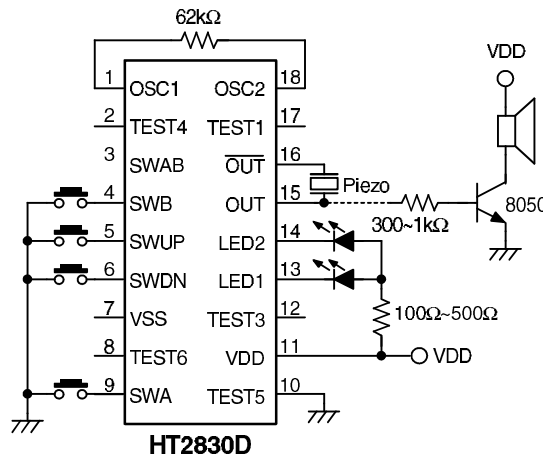 62kΩ
VDD
1 OSC1 OSC2 18
2 TEST4 TEST1 17
3 SWAB OUT 16
4 SWB OUT 15 Piezo
300~1kΩ 8050
5 SWUP LED2 14
6 SWDN LED1 13
7 VSS TEST3 12
100Ω~500Ω
8 TEST6 VDD 11 VDD
9 SWA TEST5 10
HT2830D